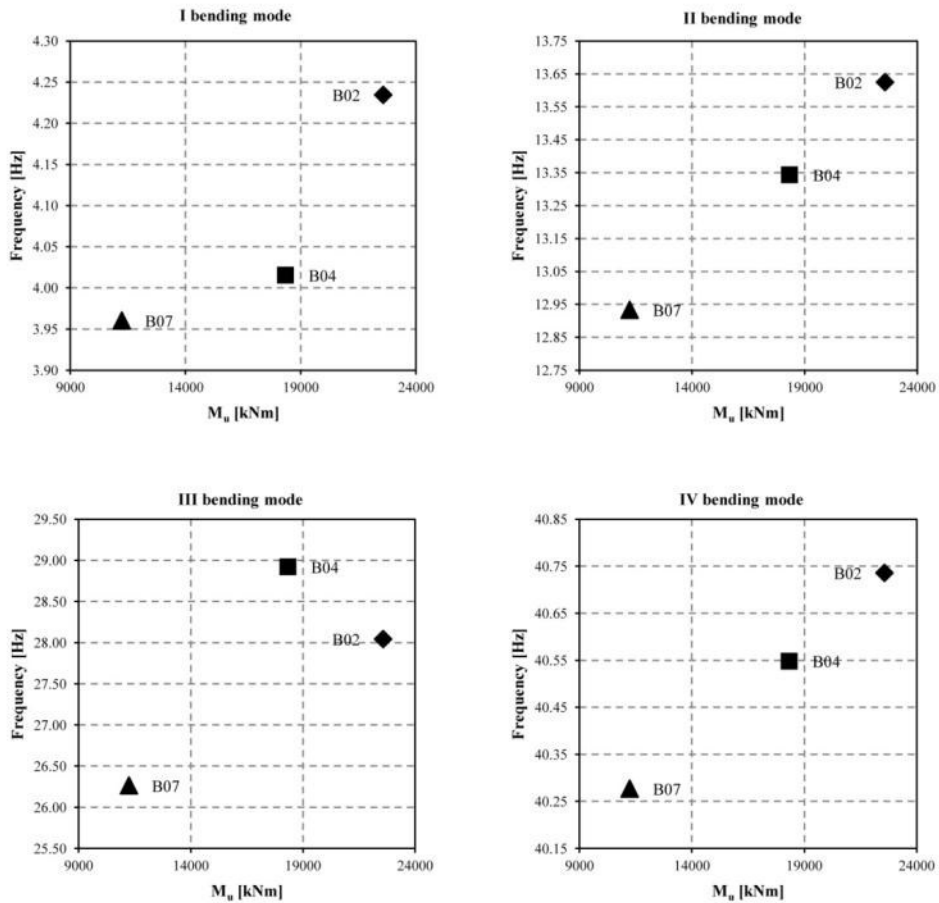 I bending mode
4.30
4.25
4.20
4.15
4.10
4.05
4.00
3.95
3.90
Frequency [Hz]
B02
B04
B07
9000 14000 19000 24000
Mu [kNm]
II bending mode
13.75
13.65
13.55
13.45
13.35
13.25
13.15
13.05
12.95
12.85
12.75
Frequency [Hz]
B02
B04
B07
9000 14000 19000 24000
Mu [kNm]
III bending mode
29.50
29.00
28.50
28.00
27.50
27.00
26.50
26.00
25.50
Frequency [Hz]
B04
B02
B07
9000 14000 19000 24000
Mu [kNm]
IV bending mode
40.85
40.75
40.65
40.55
40.45
40.35
40.25
40.15
Frequency [Hz]
B02
B04
B07
9000 14000 19000 24000
Mu [kNm]